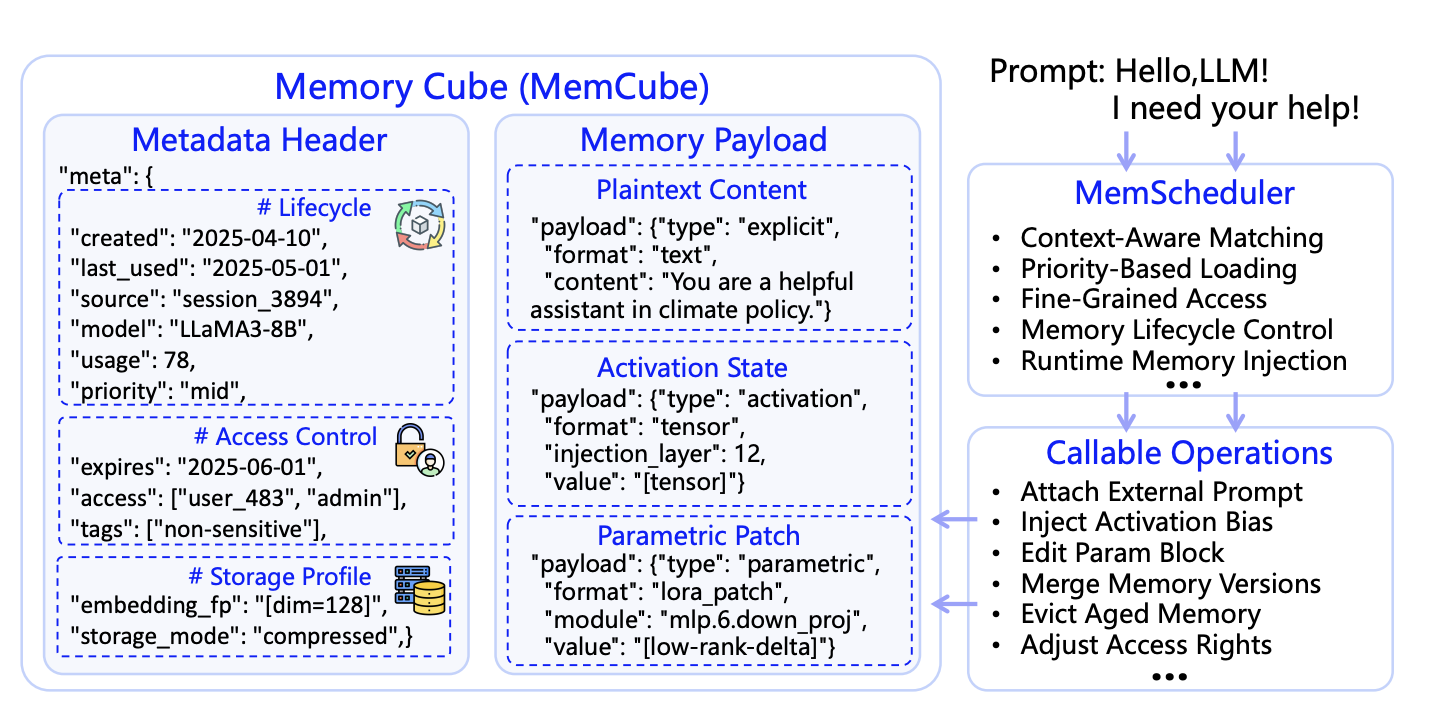 Memory Cube (MemCube)
Metadata Header
"meta": {
# Lifecycle
"created": "2025-04-10",
"last_used": "2025-05-01",
"source": "session_3894",
"model": "LLaMA3-8B",
"usage": 78,
"priority": "mid",
# Access Control
"expires": "2025-06-01",
"access": ["user_483", "admin"],
"tags": ["non-sensitive"],
# Storage Profile
"embedding_fp": "[dim=128]",
"storage_mode": "compressed",}
Memory Payload
Plaintext Content
"payload": {"type": "explicit",
"format": "text",
"content": "You are a helpful
assistant in climate policy."}
Activation State
"payload": {"type": "activation",
"format": "tensor",
"injection_layer": 12,
"value": "[tensor]"}
Parametric Patch
"payload": {"type": "parametric",
"format": "lora_patch",
"module": "mlp.6.down_proj",
"value": "[low-rank-delta]"}
Prompt: Hello,LLM!
I need your help!
MemScheduler
• Context-Aware Matching
• Priority-Based Loading
• Fine-Grained Access
• Memory Lifecycle Control
• Runtime Memory Injection
•••
Callable Operations
• Attach External Prompt
• Inject Activation Bias
• Edit Param Block
• Merge Memory Versions
• Evict Aged Memory
• Adjust Access Rights
•••